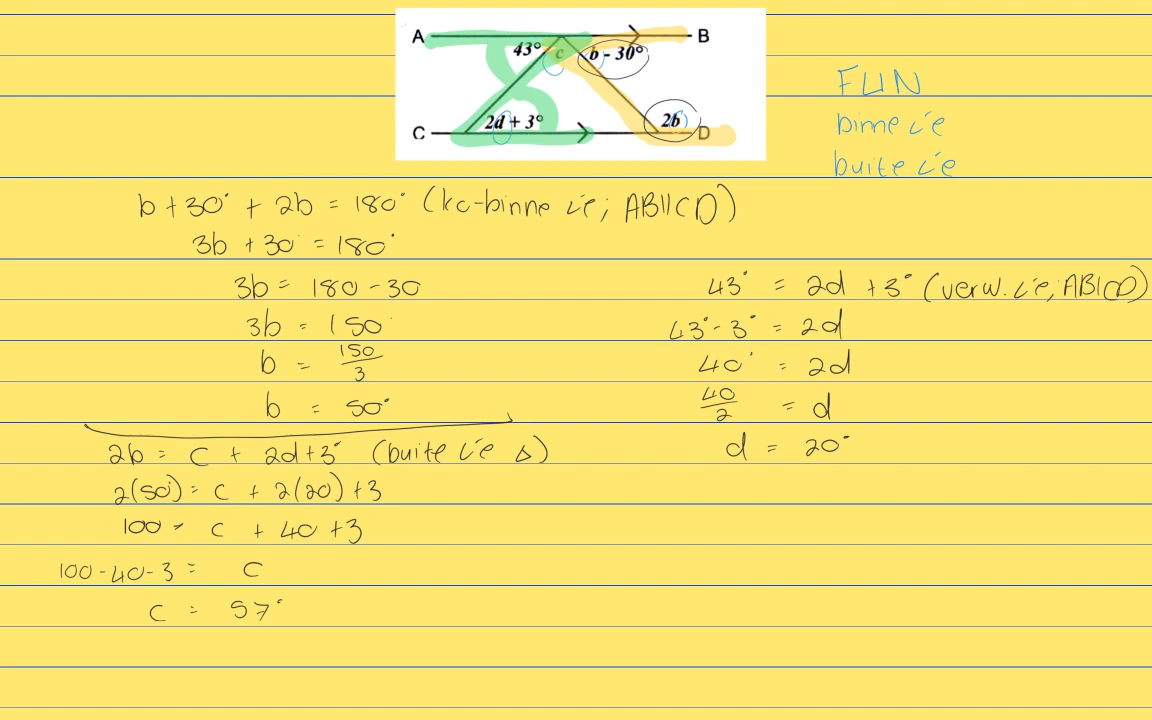 A B
43° c b - 30°
C 2d + 3° 2b D
FUN
binne ∠'e
buite ∠'e
b + 30° + 2b = 180° (ko-binne ∠'e; AB||CD)
3b + 30 = 180°
3b = 180 - 30
3b = 150
b = 150/3
b = 50°
43° = 2d + 3° (verw. ∠'e; AB||CD)
43° - 3° = 2d
40° = 2d
40/2 = d
d = 20°
2b = c + 2d + 3° (buite ∠'e Δ)
2(50) = c + 2(20) + 3
100 = c + 40 + 3
100 - 40 - 3 = c
c = 57°